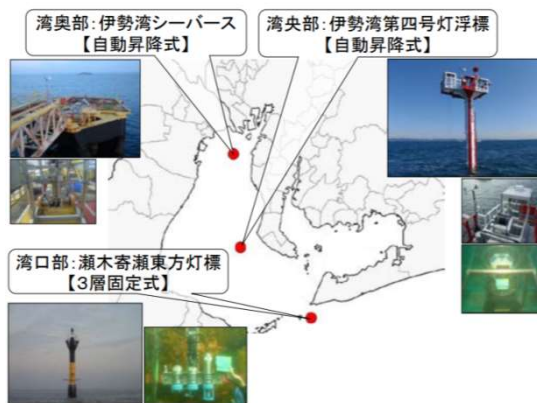 湾奥部:伊勢湾シーバース
【自動昇降式】
湾央部:伊勢湾第四号灯浮標
【自動昇降式】
湾口部:瀬木寄瀬東方灯標
【3層固定式】